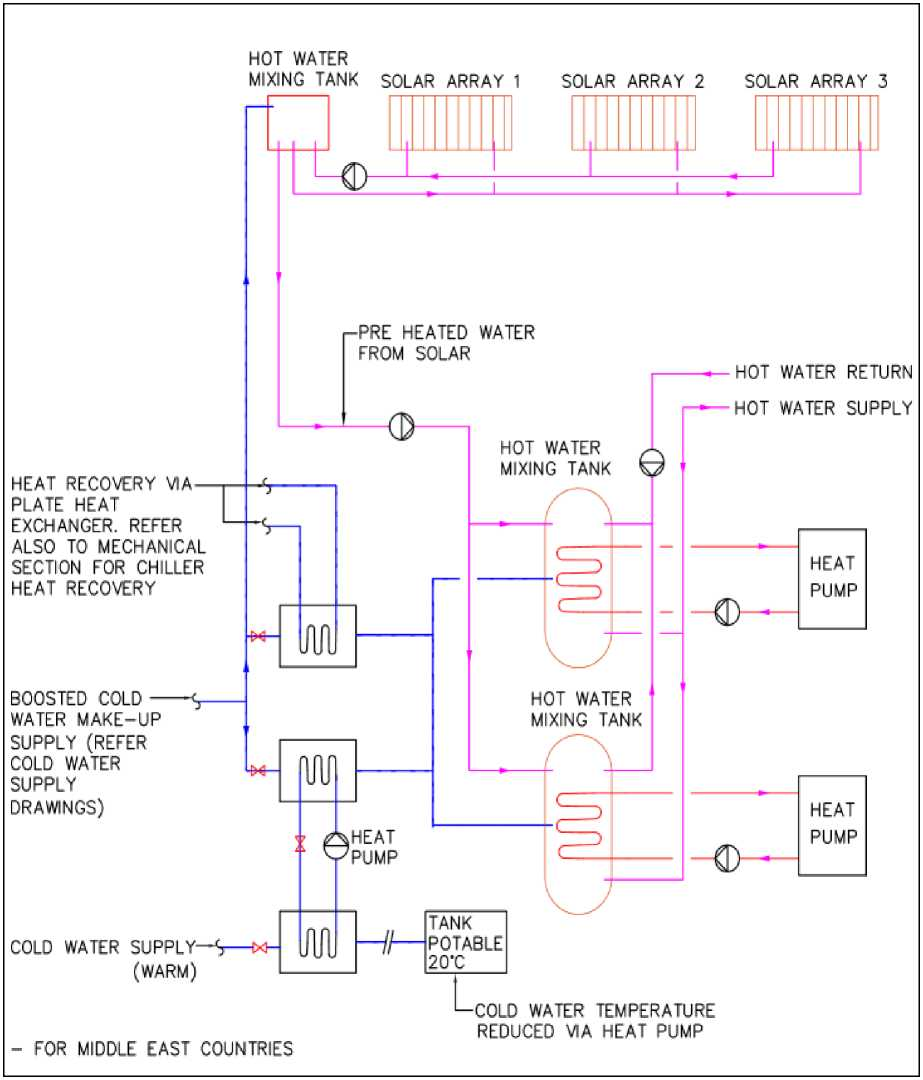 HOT WATER
MIXING TANK
SOLAR ARRAY 1
SOLAR ARRAY 2
SOLAR ARRAY 3
PRE HEATED WATER
FROM SOLAR
HOT WATER RETURN
HOT WATER SUPPLY
HOT WATER
MIXING TANK
HEAT RECOVERY VIA
PLATE HEAT
EXCHANGER. REFER
ALSO TO MECHANICAL
SECTION FOR CHILLER
HEAT RECOVERY
HEAT
PUMP
BOOSTED COLD
WATER MAKE-UP
SUPPLY (REFER
COLD WATER
SUPPLY
DRAWINGS)
HOT WATER
MIXING TANK
HEAT
PUMP
HEAT
PUMP
COLD WATER SUPPLY
(WARM)
TANK
POTABLE
20°C
COLD WATER TEMPERATURE
REDUCED VIA HEAT PUMP
- FOR MIDDLE EAST COUNTRIES